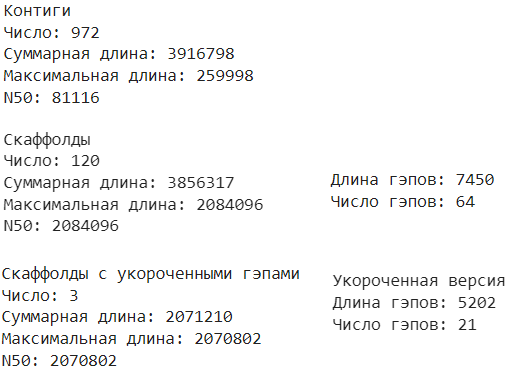 Контиги
Число: 972
Суммарная длина: 3916798
Максимальная длина: 259998
N50: 81116
Скаффолды
Число: 120
Суммарная длина: 3856317
Максимальная длина: 2084096
N50: 2084096
Длина гэпов: 7450
Число гэпов: 64
Скаффолды с укороченными гэпами
Число: 3
Суммарная длина: 2071210
Максимальная длина: 2070802
N50: 2070802
Укороченная версия
Длина гэпов: 5202
Число гэпов: 21